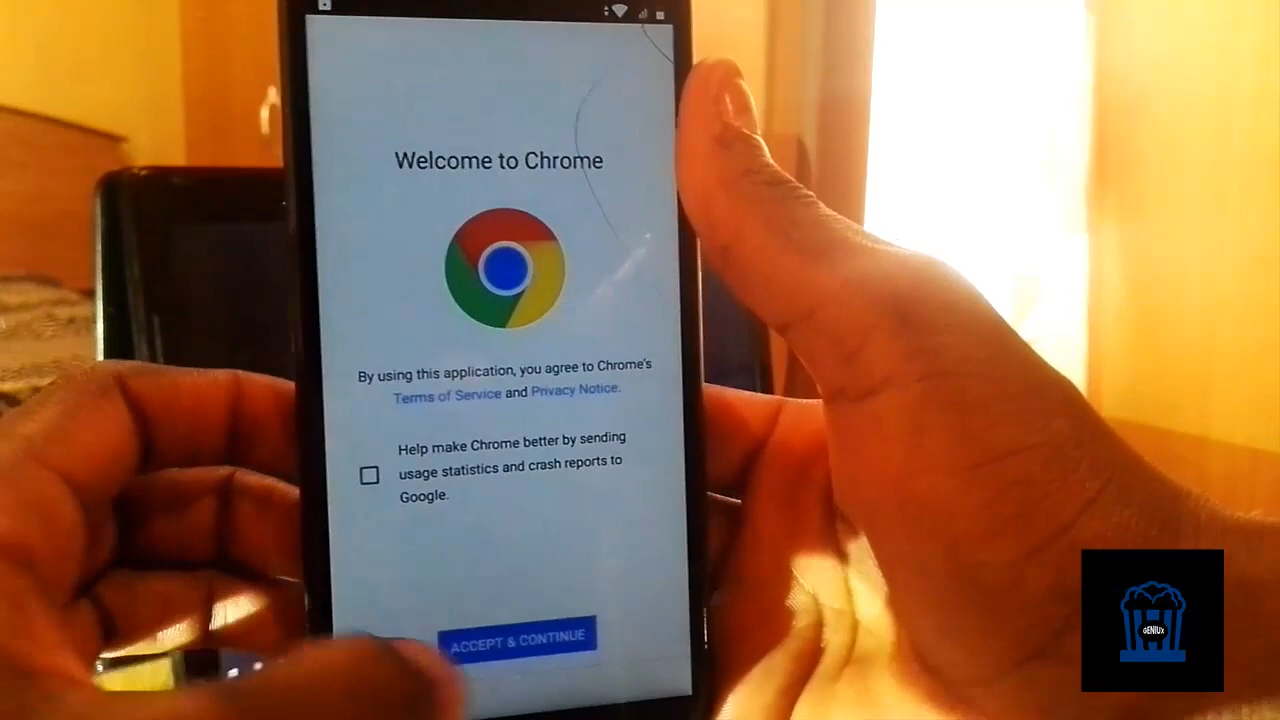 Welcome to Chrome
By using this application, you agree to Chrome's
Terms of Service and Privacy Notice.
Help make Chrome better by sending
usage statistics and crash reports to
Google.
ACCEPT & CONTINUE
GENIUX